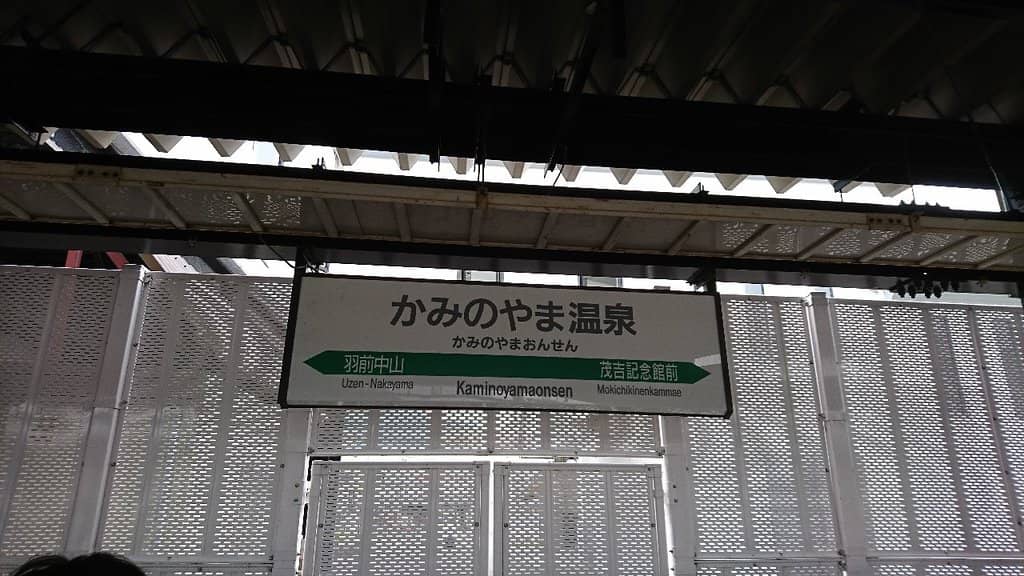 かみのやま温泉
かみのやまおんせん
羽前中山 茂吉記念館前
Uzen-Nakayama Kaminoyamaonsen Mokichikinenkammae